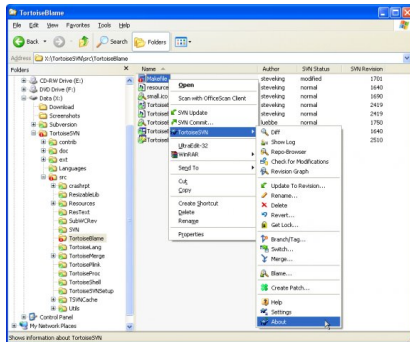 TortoiseBlame
File Edit View Favorites Tools Help
Back Search Folders
Address X:\TortoiseSVN\src\TortoiseBlame
Folders
Name Author SVN Status SVN Revision
CD-RW Drive (E:)
DVD Drive (F:)
Data (X:)
Download
Screenshots
Subversion
TortoiseSVN
contrib
doc
ext
Languages
src
crashrpt
ResizableLib
Resources
ResText
SubWCRev
SVN
TortoiseBlame
TortoiseLang
TortoiseMerge
TortoisePlink
TortoiseProc
TortoiseShell
TortoiseSVNSetup
TSVNCache
Utils
Control Panel
My Network Places
Makefile steveking modified 1701
resource steveking normal 1640
small.ico steveking normal 1690
Tortoise steveking normal 2419
Tortoise steveking normal 2419
Tortoise luebbe normal 1750
Tortoise normal 1640
Tortoise normal 2510
Open
Scan with OfficeScan Client
SVN Update
SVN Commit...
TortoiseSVN
UltraEdit-32
WinRAR
Send To
Cut
Copy
Create Shortcut
Delete
Rename
Properties
Diff
Show Log
Repo-Browser
Check for Modifications
Revision Graph
Update To Revision...
Rename...
Delete
Revert...
Get Lock...
Branch/Tag...
Switch...
Merge...
Blame...
Create Patch...
Help
Settings
About
Shows information about TortoiseSVN